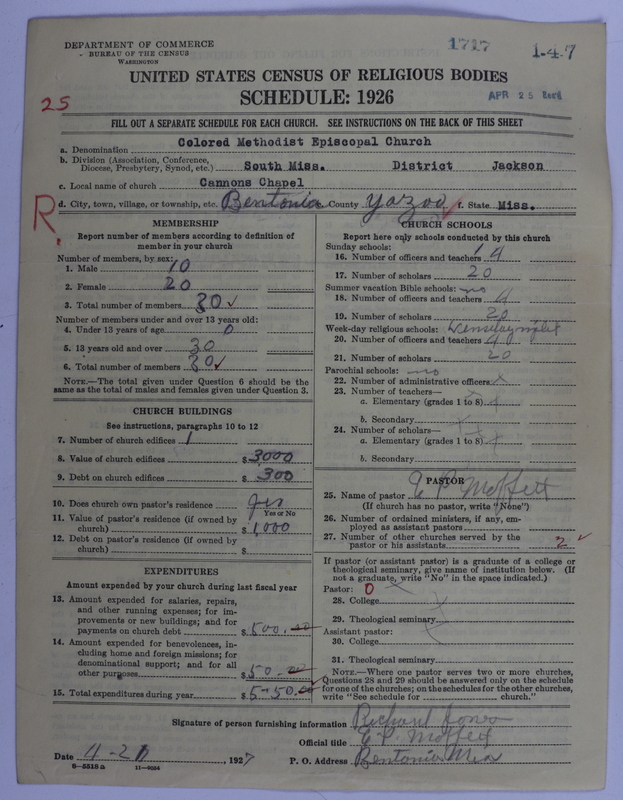 DEPARTMENT OF COMMERCE
BUREAU OF THE CENSUS
WASHINGTON
1727
1-47
UNITED STATES CENSUS OF RELIGIOUS BODIES
SCHEDULE: 1926
APR 25
25
FILL OUT A SEPARATE SCHEDULE FOR EACH CHURCH. SEE INSTRUCTIONS ON THE BACK OF THIS SHEET
a. Denomination Colored Methodist Episcopal Church
b. Division (Association, Conference,
Diocese, Presbytery, Synod, etc.) South Miss. District Jackson
c. Local name of church Cannons Chapel
d. City, town, village, or township, etc. Bentonia e. County Yazoo f. State Miss.
R.
MEMBERSHIP
Report number of members according to definition of
member in your church
Number of members, by sex:
1. Male 10
2. Female 20
3. Total number of members 30 ✓
Number of members under and over 13 years old:
4. Under 13 years of age 0
5. 13 years old and over 30
6. Total number of members 30 ✓
NOTE.—The total given under Question 6 should be the
same as the total of males and females given under Question 3.
CHURCH BUILDINGS
See instructions, paragraphs 10 to 12
7. Number of church edifices 1
8. Value of church edifices $ 3000
9. Debt on church edifices $ 300
10. Does church own pastor's residence yes
Yes or No
11. Value of pastor's residence (if owned by
church) $ 1,000
12. Debt on pastor's residence (if owned by
church) $
EXPENDITURES
Amount expended by your church during last fiscal year
13. Amount expended for salaries, repairs,
and other running expenses; for im-
provements or new buildings; and for
payments on church debt $ 500.00
14. Amount expended for benevolences, in-
cluding home and foreign missions; for
denominational support; and for all
other purposes $ 50.00
15. Total expenditures during year $ 550.00
CHURCH SCHOOLS
Report here only schools conducted by this church
Sunday schools:
16. Number of officers and teachers 4
17. Number of scholars 20
Summer vacation Bible schools: no
18. Number of officers and teachers 4
19. Number of scholars 20
Week-day religious schools:
20. Number of officers and teachers 4
21. Number of scholars 20
Parochial schools: no
22. Number of administrative officers
23. Number of teachers—
a. Elementary (grades 1 to 8)
b. Secondary
24. Number of scholars—
a. Elementary (grades 1 to 8)
b. Secondary
PASTOR
25. Name of pastor E P Moffett
(If church has no pastor, write "None")
26. Number of ordained ministers, if any, em-
ployed as assistant pastors
27. Number of other churches served by the
pastor or his assistants 2 ✓
If pastor (or assistant pastor) is a graduate of a college or
theological seminary, give name of institution below. (If
not a graduate, write "No" in the space indicated.)
Pastor: 0
28. College
29. Theological seminary
Assistant pastor:
30. College
31. Theological seminary
NOTE.—Where one pastor serves two or more churches,
Questions 28 and 29 should be answered only on the schedule
for one of the churches; on the schedules for the other churches,
write "See schedule for church."
Signature of person furnishing information Richard Jones
Official title E P Moffett
Date 4-21 1927 P. O. Address Bentonia Miss
6—5518 a 11—9204